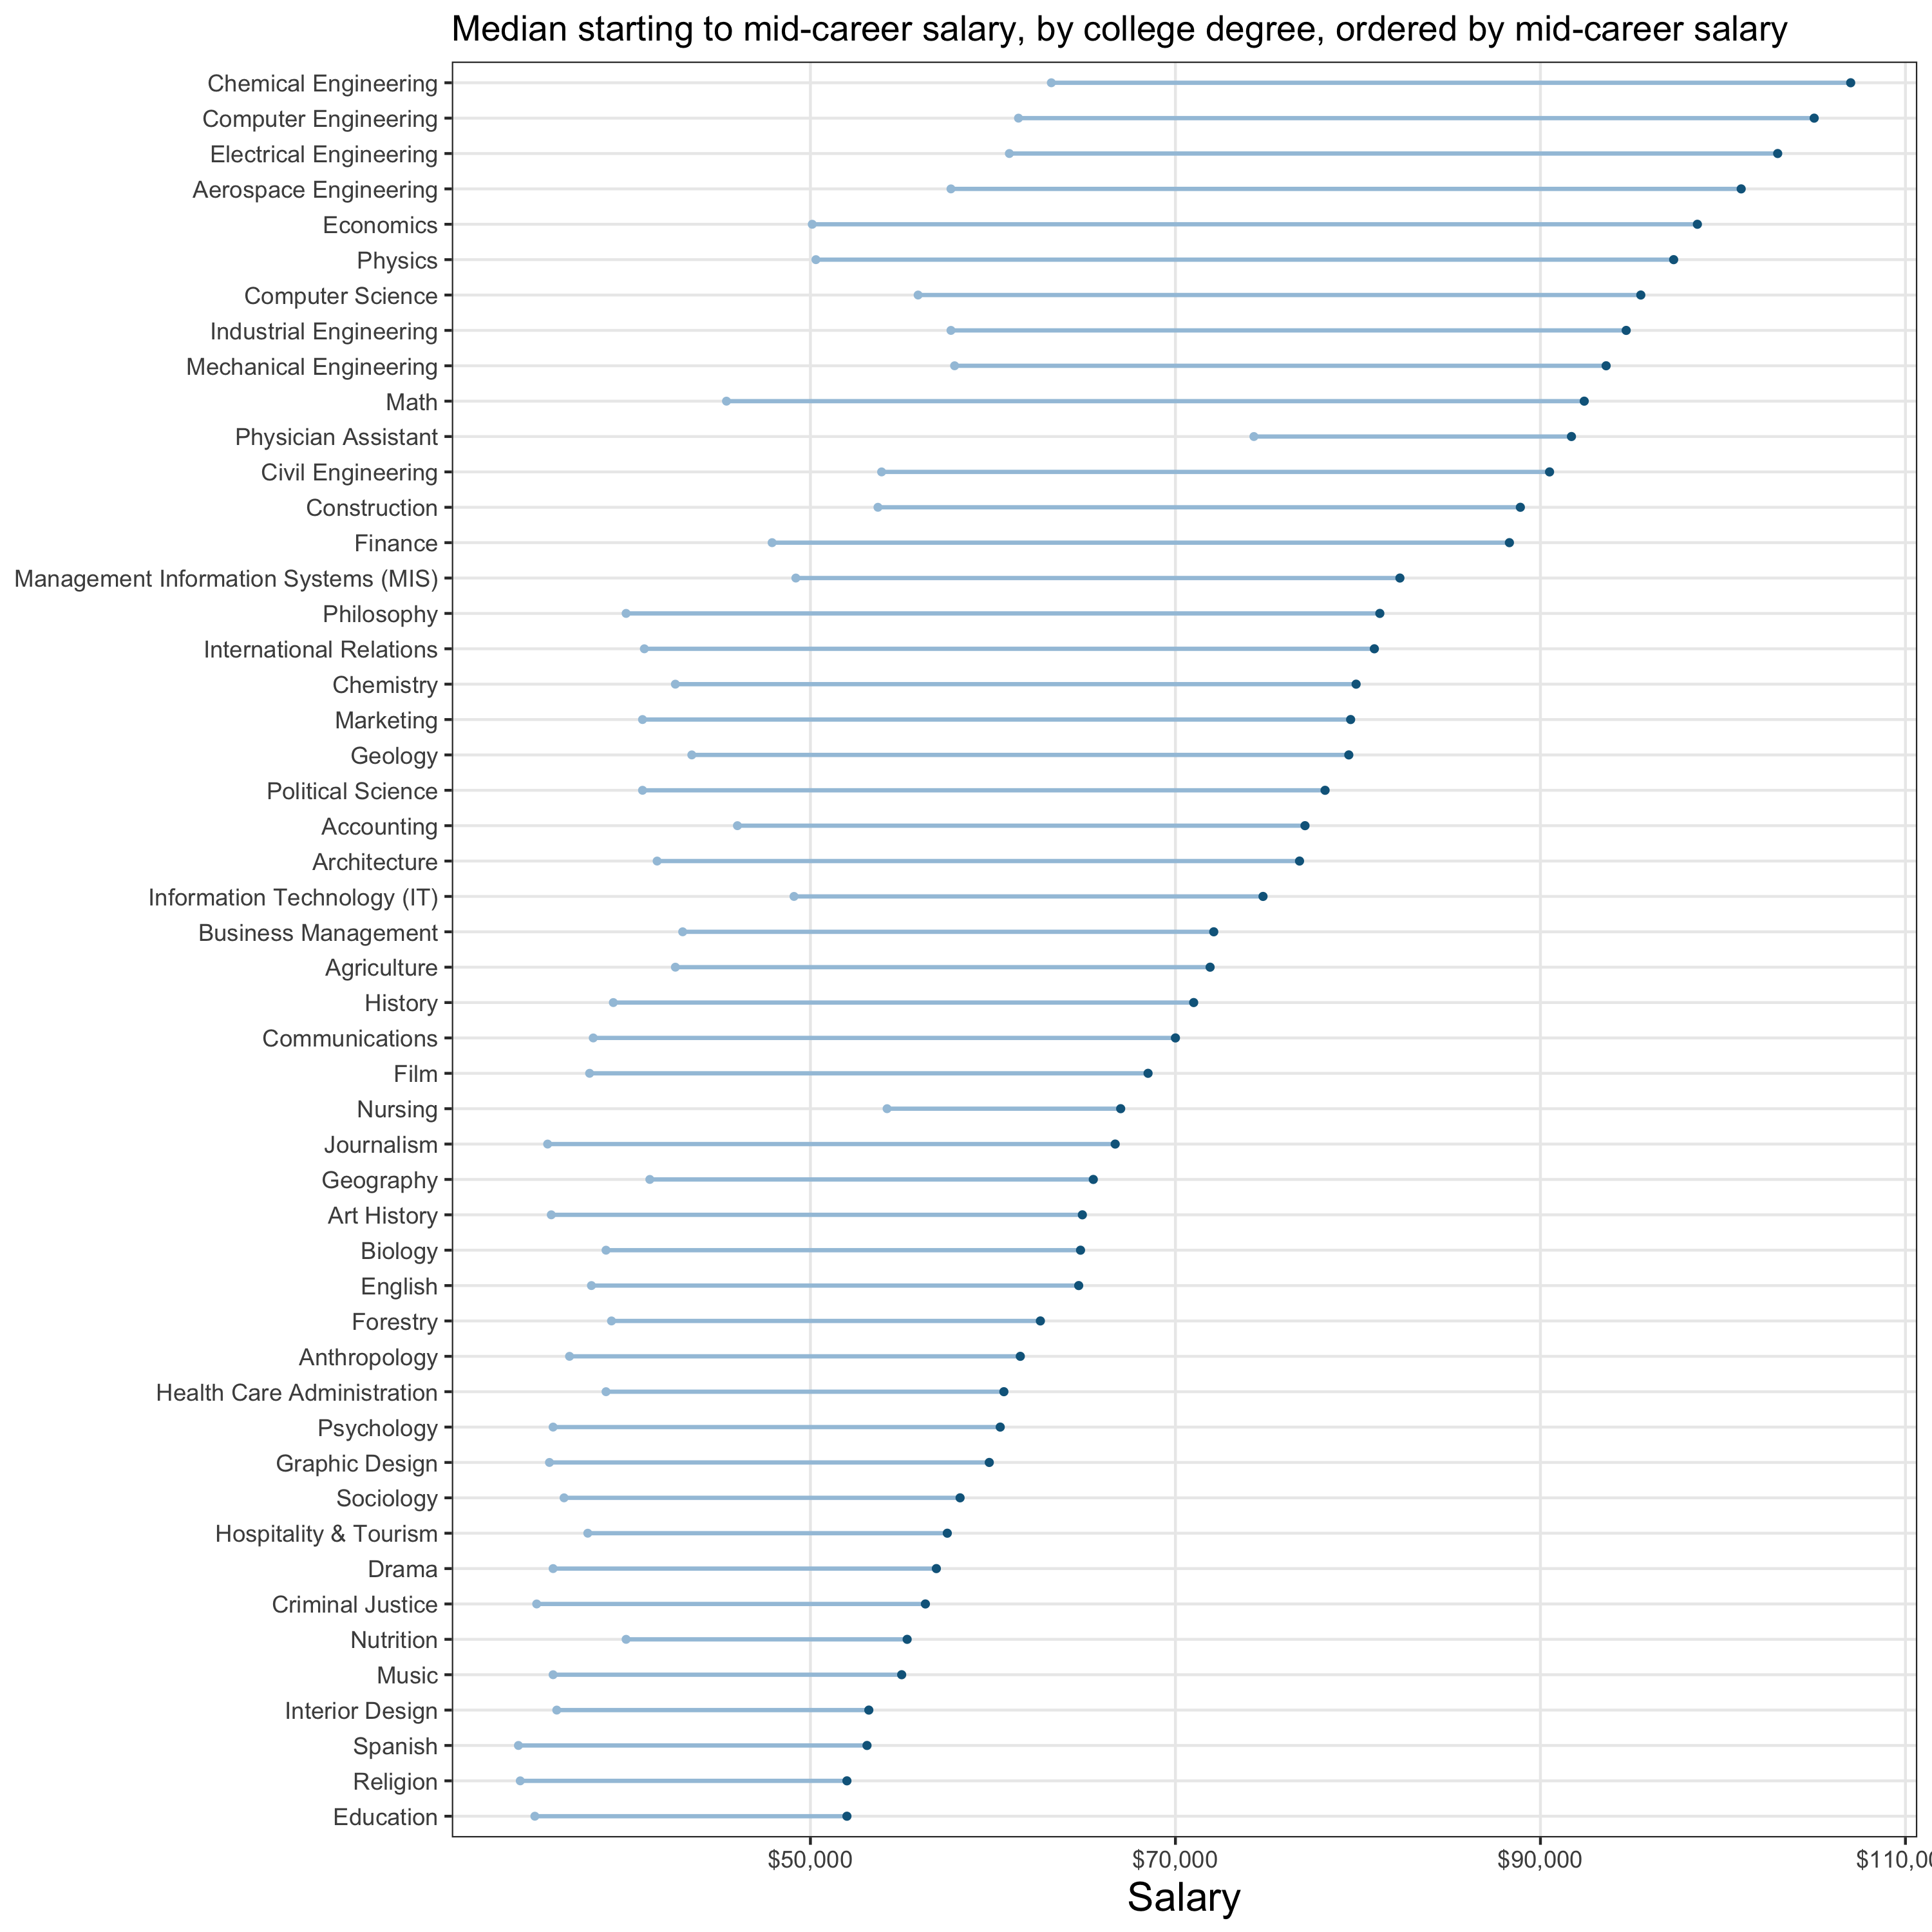 Median starting to mid-career salary, by college degree, ordered by mid-career salary
Chemical Engineering
Computer Engineering
Electrical Engineering
Aerospace Engineering
Economics
Physics
Computer Science
Industrial Engineering
Mechanical Engineering
Math
Physician Assistant
Civil Engineering
Construction
Finance
Management Information Systems (MIS)
Philosophy
International Relations
Chemistry
Marketing
Geology
Political Science
Accounting
Architecture
Information Technology (IT)
Business Management
Agriculture
History
Communications
Film
Nursing
Journalism
Geography
Art History
Biology
English
Forestry
Anthropology
Health Care Administration
Psychology
Graphic Design
Sociology
Hospitality & Tourism
Drama
Criminal Justice
Nutrition
Music
Interior Design
Spanish
Religion
Education
$50,000 $70,000 $90,000 $110,0
Salary